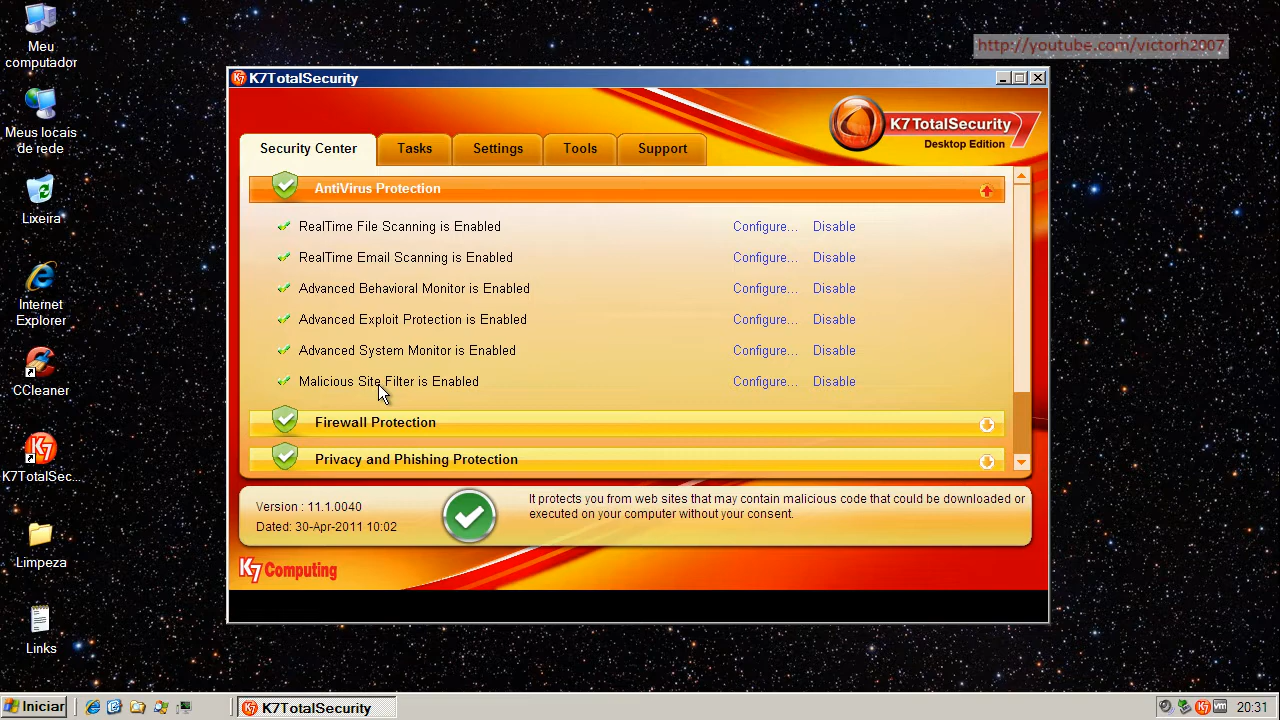 Meu
computador
http://youtube.com/victorh2007
K7TotalSecurity
Meus locais
de rede
K7TotalSecurity 7
Desktop Edition
Security Center
Tasks
Settings
Tools
Support
AntiVirus Protection
Lixeira
RealTime File Scanning is Enabled Configure... Disable
RealTime Email Scanning is Enabled Configure... Disable
Advanced Behavioral Monitor is Enabled Configure... Disable
Internet
Explorer
Advanced Exploit Protection is Enabled Configure... Disable
Advanced System Monitor is Enabled Configure... Disable
Malicious Site Filter is Enabled Configure... Disable
CCleaner
Firewall Protection
K7
K7TotalSec...
Privacy and Phishing Protection
Version : 11.1.0040
Dated: 30-Apr-2011 10:02
It protects you from web sites that may contain malicious code that could be downloaded or
executed on your computer without your consent.
Limpeza
K7 Computing
Links
Iniciar
K7TotalSecurity
K7
vm
20:31